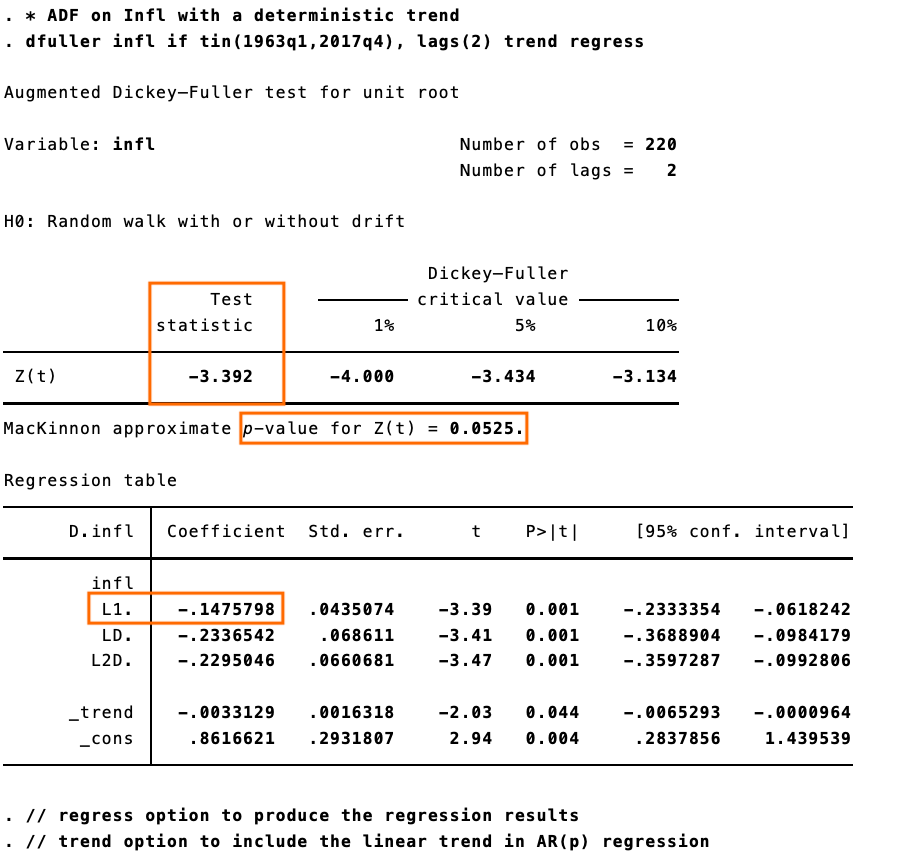 . * ADF on Infl with a deterministic trend
. dfuller infl if tin(1963q1,2017q4), lags(2) trend regress
Augmented Dickey–Fuller test for unit root
Variable: infl Number of obs = 220
Number of lags = 2
H0: Random walk with or without drift
Dickey–Fuller
Test critical value
statistic 1% 5% 10%
Z(t) −3.392 −4.000 −3.434 −3.134
MacKinnon approximate p-value for Z(t) = 0.0525.
Regression table
D.infl Coefficient Std. err. t P>|t| [95% conf. interval]
infl
L1. −.1475798 .0435074 −3.39 0.001 −.2333354 −.0618242
LD. −.2336542 .068611 −3.41 0.001 −.3688904 −.0984179
L2D. −.2295046 .0660681 −3.47 0.001 −.3597287 −.0992806
_trend −.0033129 .0016318 −2.03 0.044 −.0065293 −.0000964
_cons .8616621 .2931807 2.94 0.004 .2837856 1.439539
. // regress option to produce the regression results
. // trend option to include the linear trend in AR(p) regression